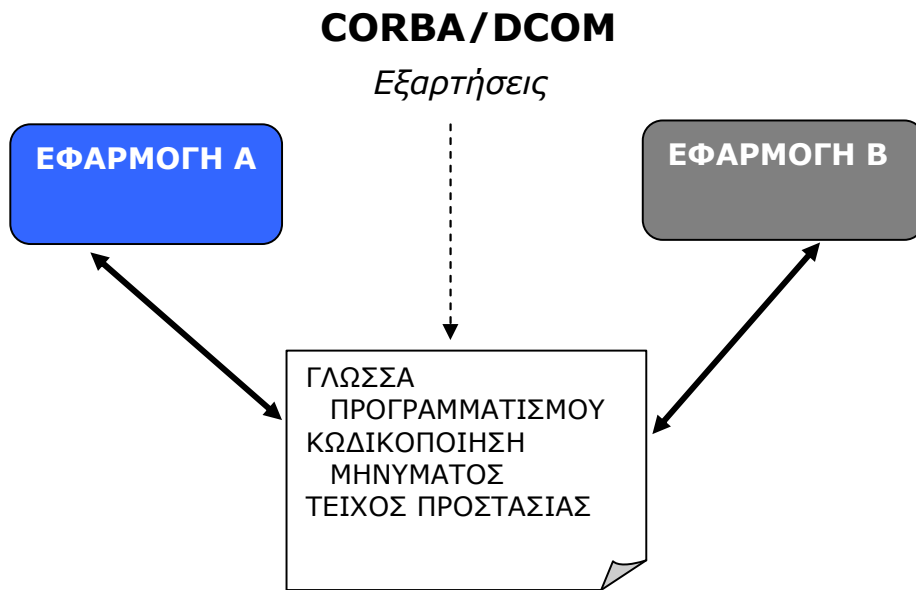 CORBA/DCOM
Εξαρτήσεις
ΕΦΑΡΜΟΓΗ Α
ΕΦΑΡΜΟΓΗ Β
ΓΛΩΣΣΑ
ΠΡΟΓΡΑΜΜΑΤΙΣΜΟΥ
ΚΩΔΙΚΟΠΟΙΗΣΗ
ΜΗΝΥΜΑΤΟΣ
ΤΕΙΧΟΣ ΠΡΟΣΤΑΣΙΑΣ